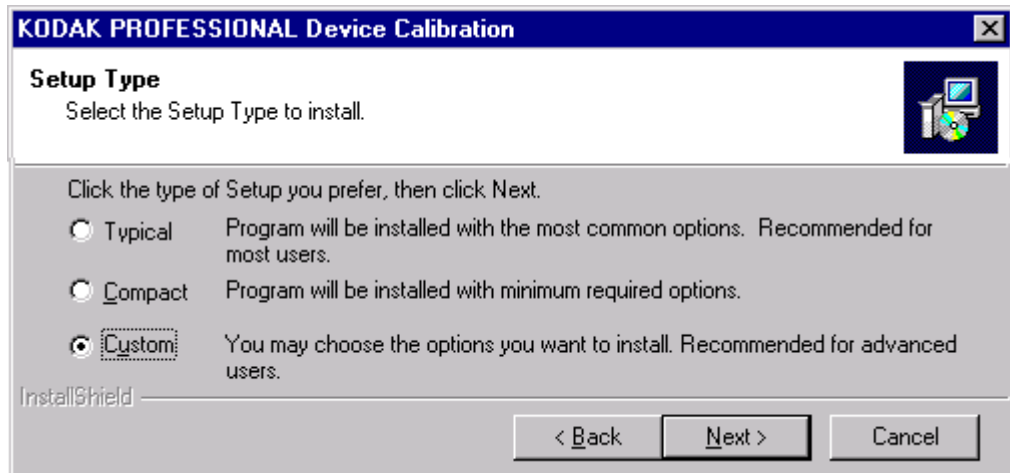 KODAK PROFESSIONAL Device Calibration
Setup Type
Select the Setup Type to install.
Click the type of Setup you prefer, then click Next.
Typical Program will be installed with the most common options. Recommended for
most users.
Compact Program will be installed with minimum required options.
Custom You may choose the options you want to install. Recommended for advanced
users.
InstallShield
< Back Next > Cancel